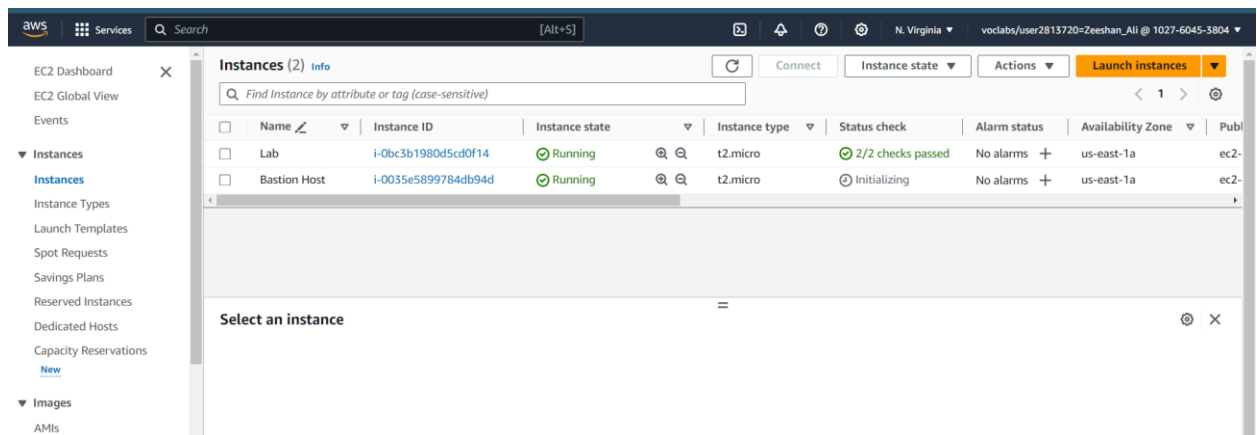 aws Services Search [Alt+S] N. Virginia ▼ voclabs/user2813720=Zeeshan_Ali @ 1027-6045-3804 ▼
EC2 Dashboard
EC2 Global View
Events
▼ Instances
Instances
Instance Types
Launch Templates
Spot Requests
Savings Plans
Reserved Instances
Dedicated Hosts
Capacity Reservations
New
▼ Images
AMIs
Instances (2) Info Connect Instance state ▼ Actions ▼ Launch instances ▼
Find Instance by attribute or tag (case-sensitive) < 1 >
Name Instance ID Instance state Instance type Status check Alarm status Availability Zone Publ
Lab i-0bc3b1980d5cd0f14 Running t2.micro 2/2 checks passed No alarms + us-east-1a ec2-
Bastion Host i-0035e5899784db94d Running t2.micro Initializing No alarms + us-east-1a ec2-
Select an instance